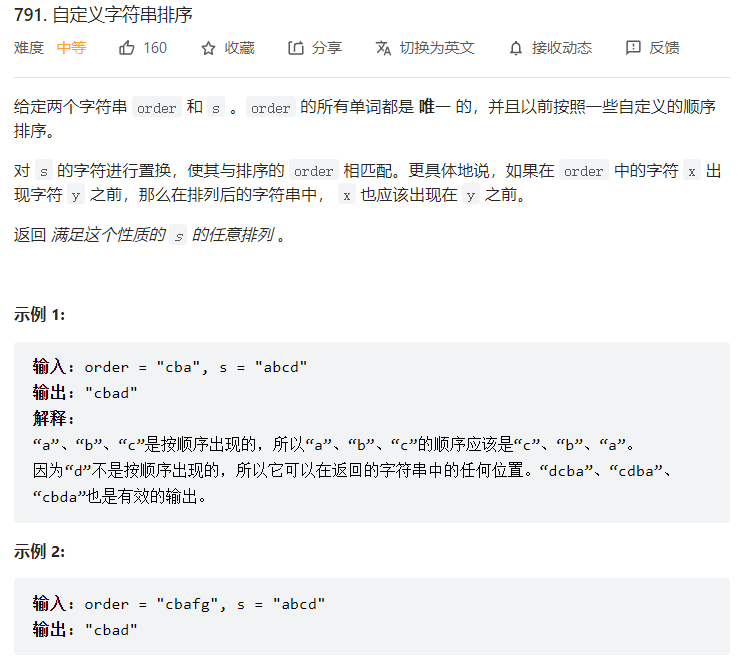 791. 自定义字符串排序
难度 中等 160 收藏 分享 切换为英文 接收动态 反馈
给定两个字符串 order 和 s 。order 的所有单词都是 唯一 的，并且以前按照一些自定义的顺序
排序。
对 s 的字符进行置换，使其与排序的 order 相匹配。更具体地说，如果在 order 中的字符 x 出
现字符 y 之前，那么在排列后的字符串中， x 也应该出现在 y 之前。
返回 满足这个性质的 s 的任意排列 。
示例 1:
输入：order = "cba", s = "abcd"
输出："cbad"
解释：
“a”、“b”、“c”是按顺序出现的，所以“a”、“b”、“c”的顺序应该是“c”、“b”、“a”。
因为“d”不是按顺序出现的，所以它可以在返回的字符串中的任何位置。“dcba”、“cdba”、
“cbda”也是有效的输出。
示例 2:
输入：order = "cbafg", s = "abcd"
输出："cbad"